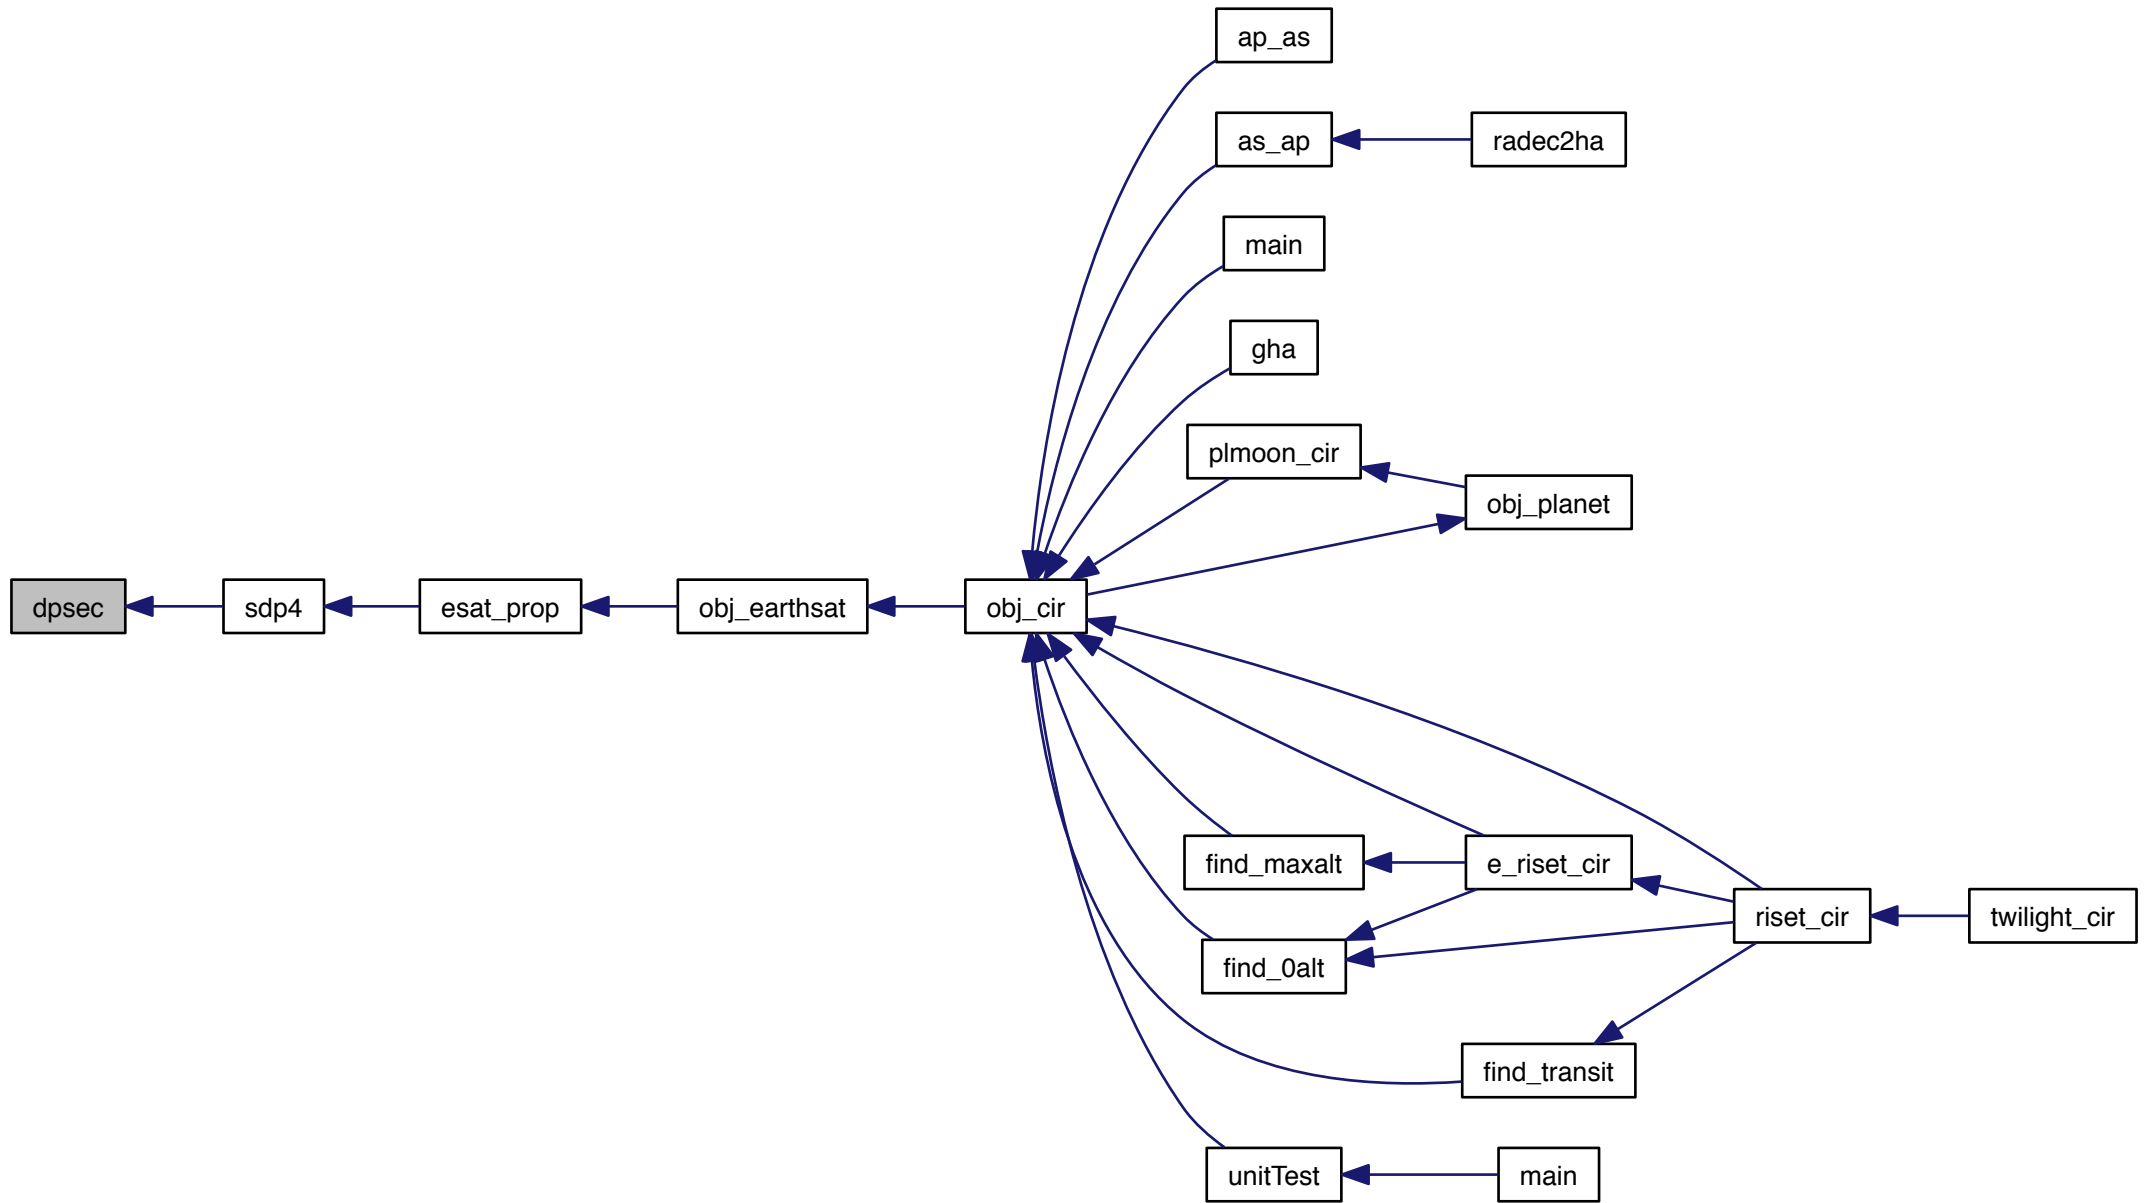 ap_as
as_ap
radec2ha
main
gha
plmoon_cir
obj_planet
dpsec
sdp4
esat_prop
obj_earthsat
obj_cir
find_maxalt
e_riset_cir
riset_cir
twilight_cir
find_0alt
find_transit
unitTest
main